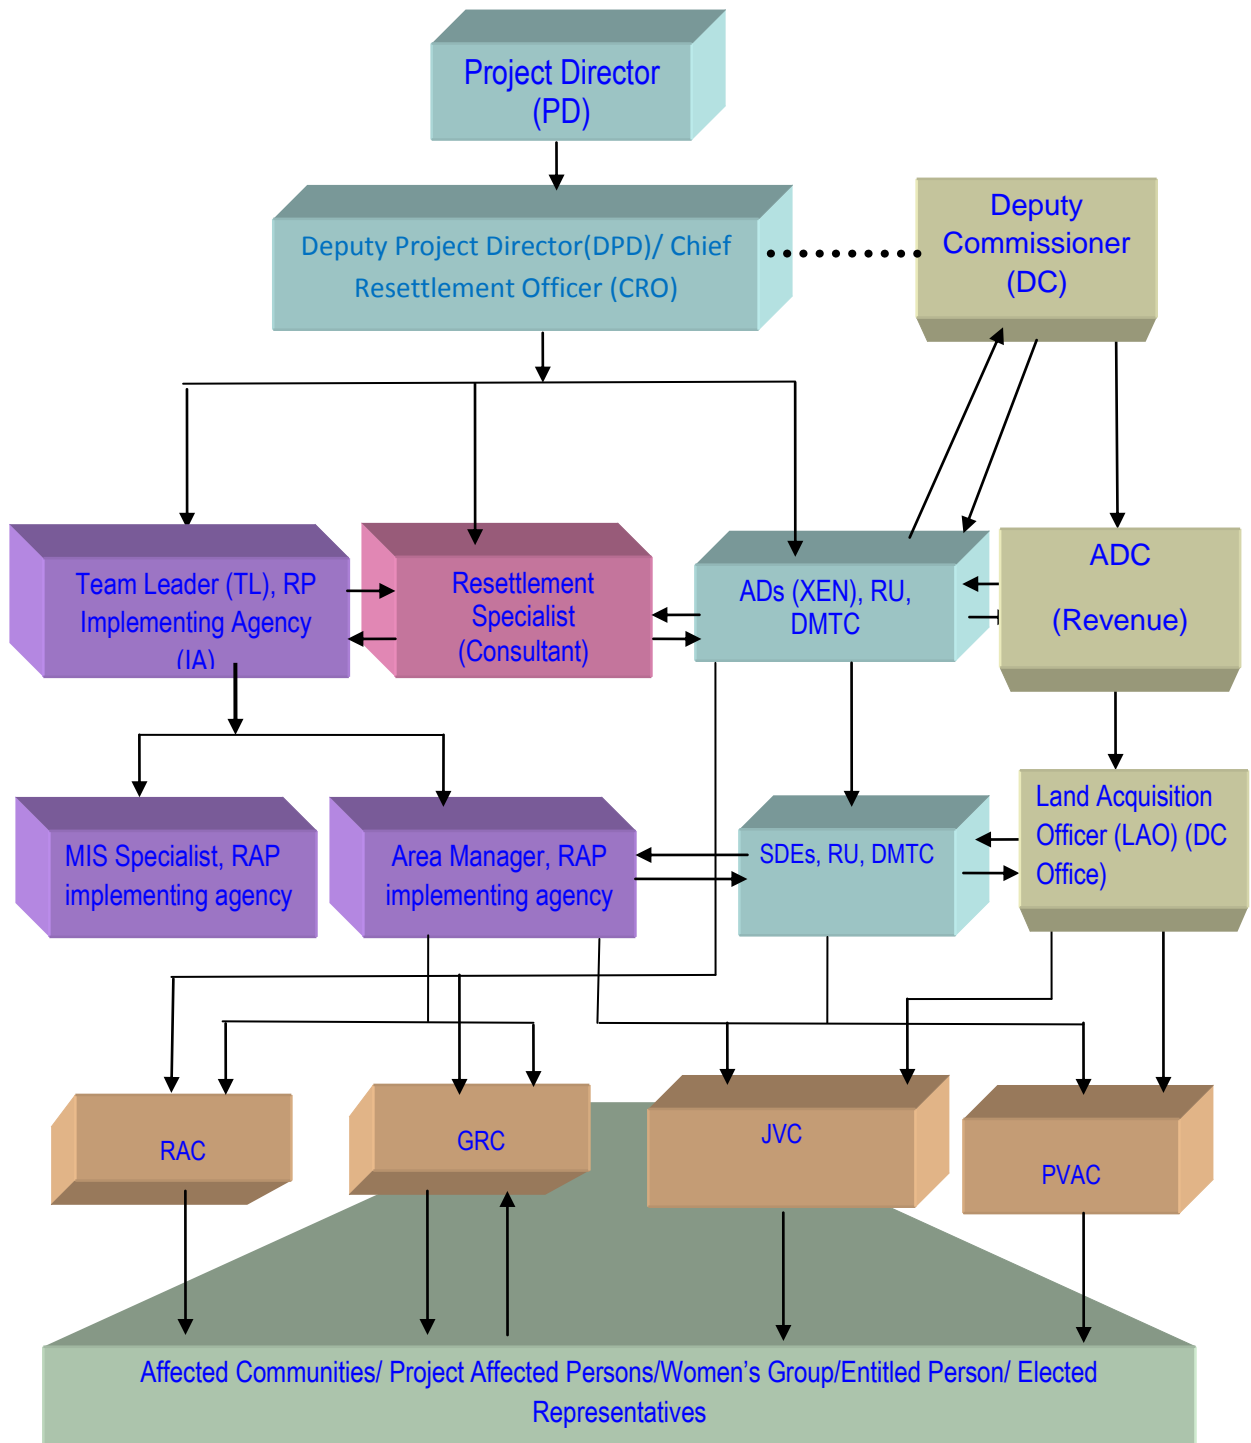 Project Director
(PD)
Deputy Project Director(DPD)/ Chief
Resettlement Officer (CRO)
Deputy
Commissioner
(DC)
Team Leader (TL), RP
Implementing Agency
(IA)
Resettlement
Specialist
(Consultant)
ADs (XEN), RU,
DMTC
ADC
(Revenue)
MIS Specialist, RAP
implementing agency
Area Manager, RAP
implementing agency
SDEs, RU, DMTC
Land Acquisition
Officer (LAO) (DC
Office)
RAC
GRC
JVC
PVAC
Affected Communities/ Project Affected Persons/Women’s Group/Entitled Person/ Elected
Representatives